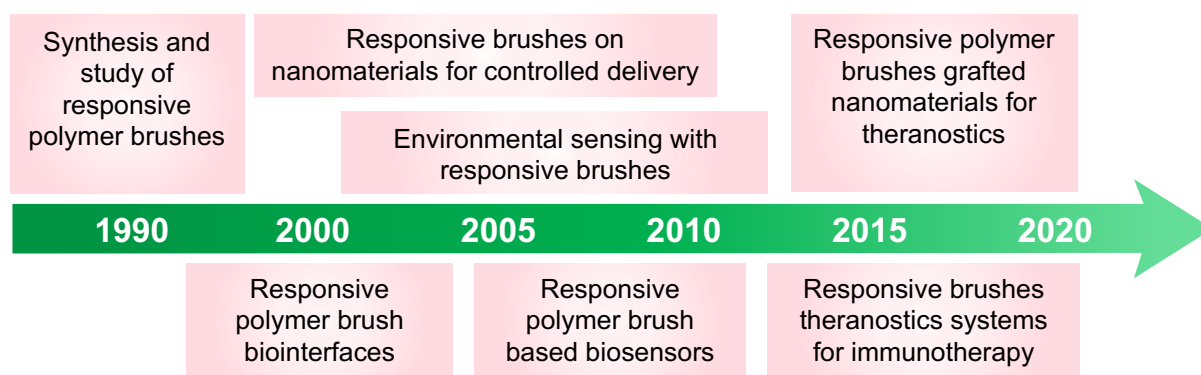 Synthesis and
study of
responsive
polymer brushes
Responsive brushes on
nanomaterials for controlled delivery
Environmental sensing with
responsive brushes
Responsive polymer
brushes grafted
nanomaterials for
theranostics
1990 2000 2005 2010 2015 2020
Responsive
polymer brush
biointerfaces
Responsive
polymer brush
based biosensors
Responsive brushes
theranostics systems
for immunotherapy